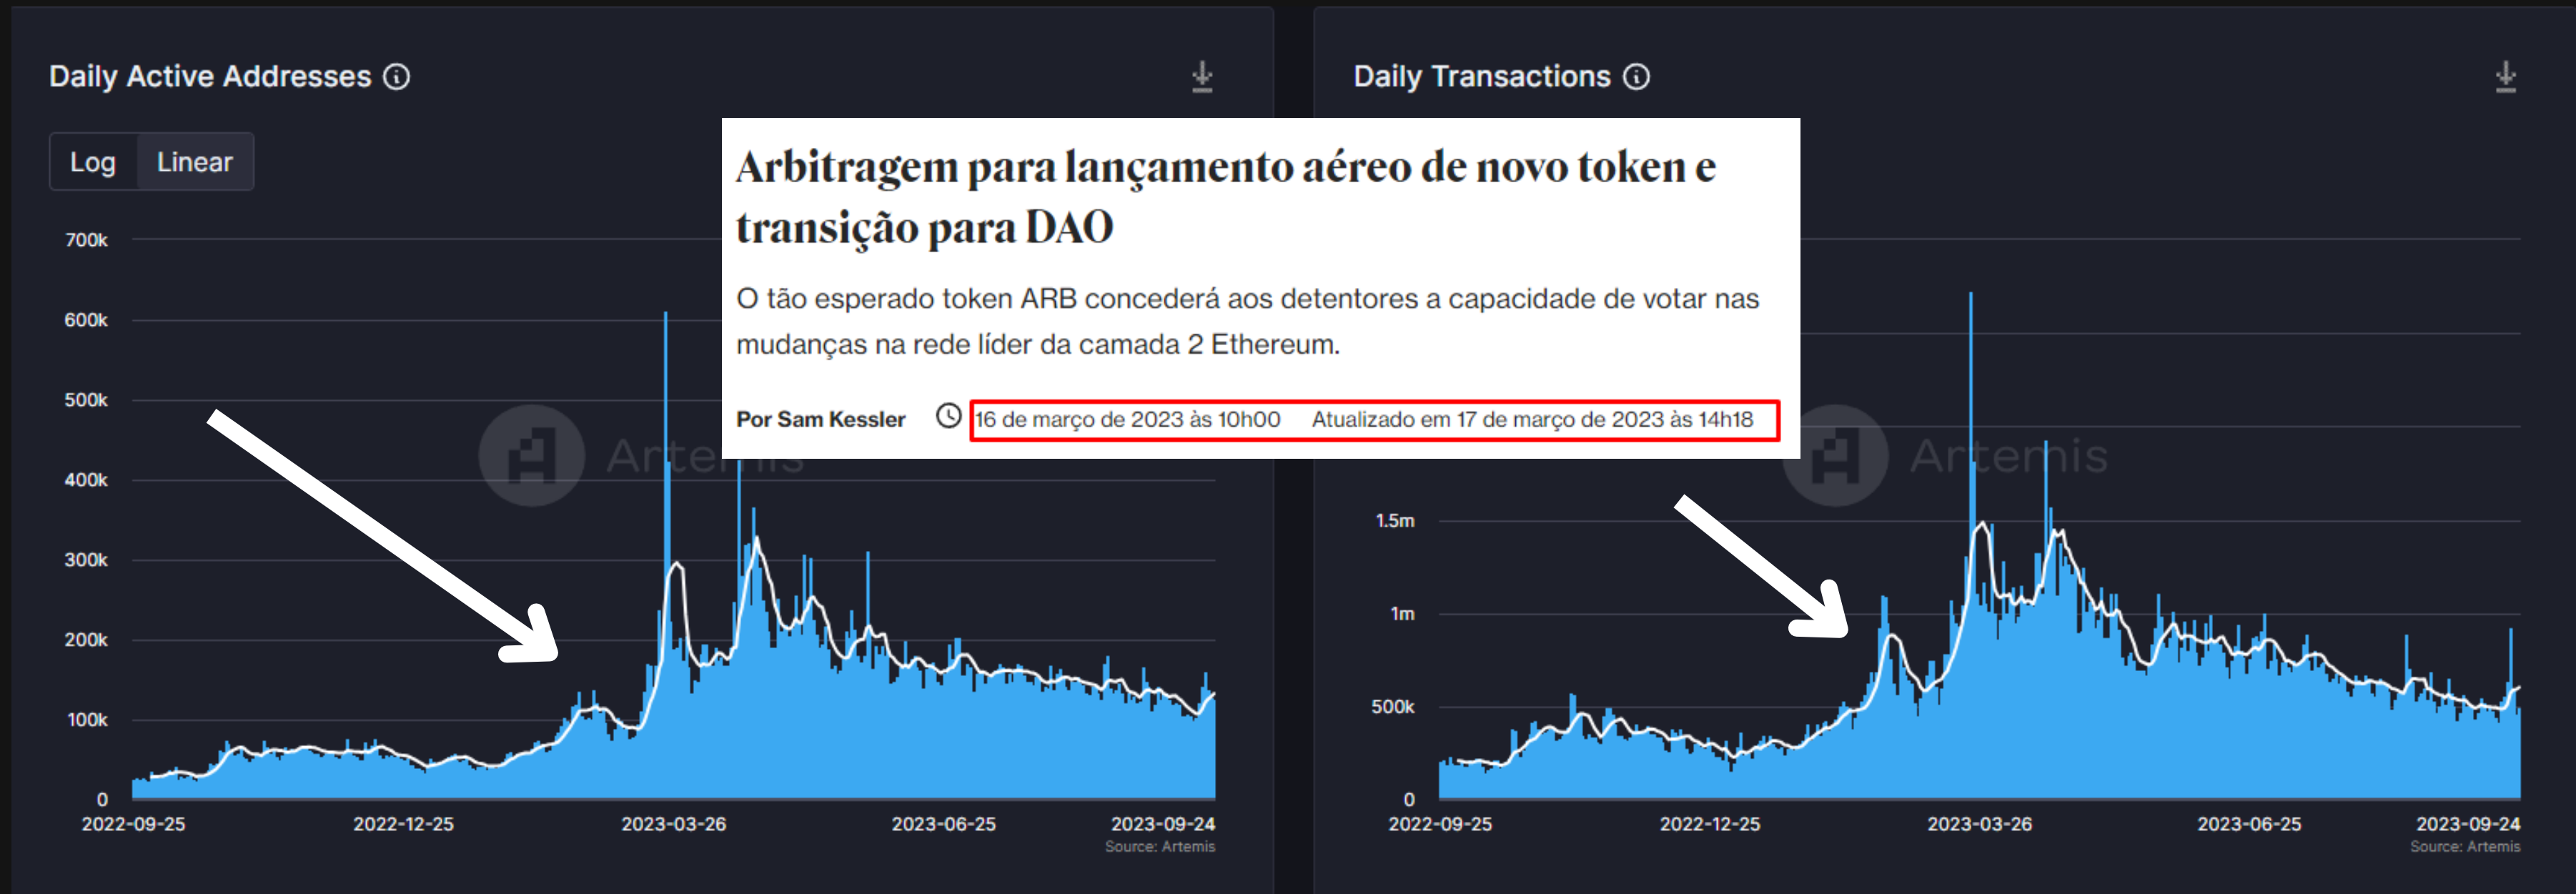 Daily Active Addresses
Log Linear
700k
600k
500k
400k
300k
200k
100k
0
2022-09-25 2022-12-25 2023-03-26 2023-06-25 2023-09-24
Source: Artemis
Artemis
Arbitragem para lançamento aéreo de novo token e
transição para DAO
O tão esperado token ARB concederá aos detentores a capacidade de votar nas
mudanças na rede líder da camada 2 Ethereum.
Por Sam Kessler 16 de março de 2023 às 10h00 Atualizado em 17 de março de 2023 às 14h18
Daily Transactions
Artemis
1.5m
1m
500k
0
2022-09-25 2022-12-25 2023-03-26 2023-06-25 2023-09-24
Source: Artemis